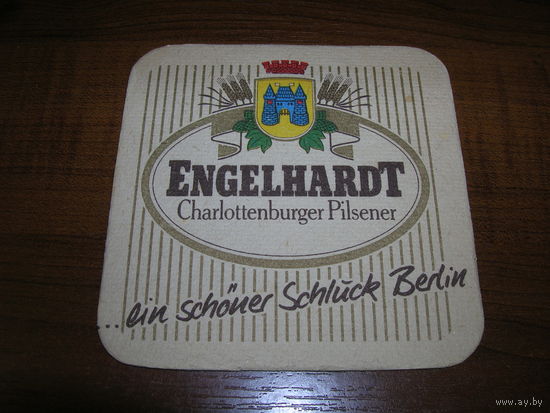 ENGELHARDT
Charlottenburger Pilsener
...ein schöner Schluck Berlin
www.ay.by